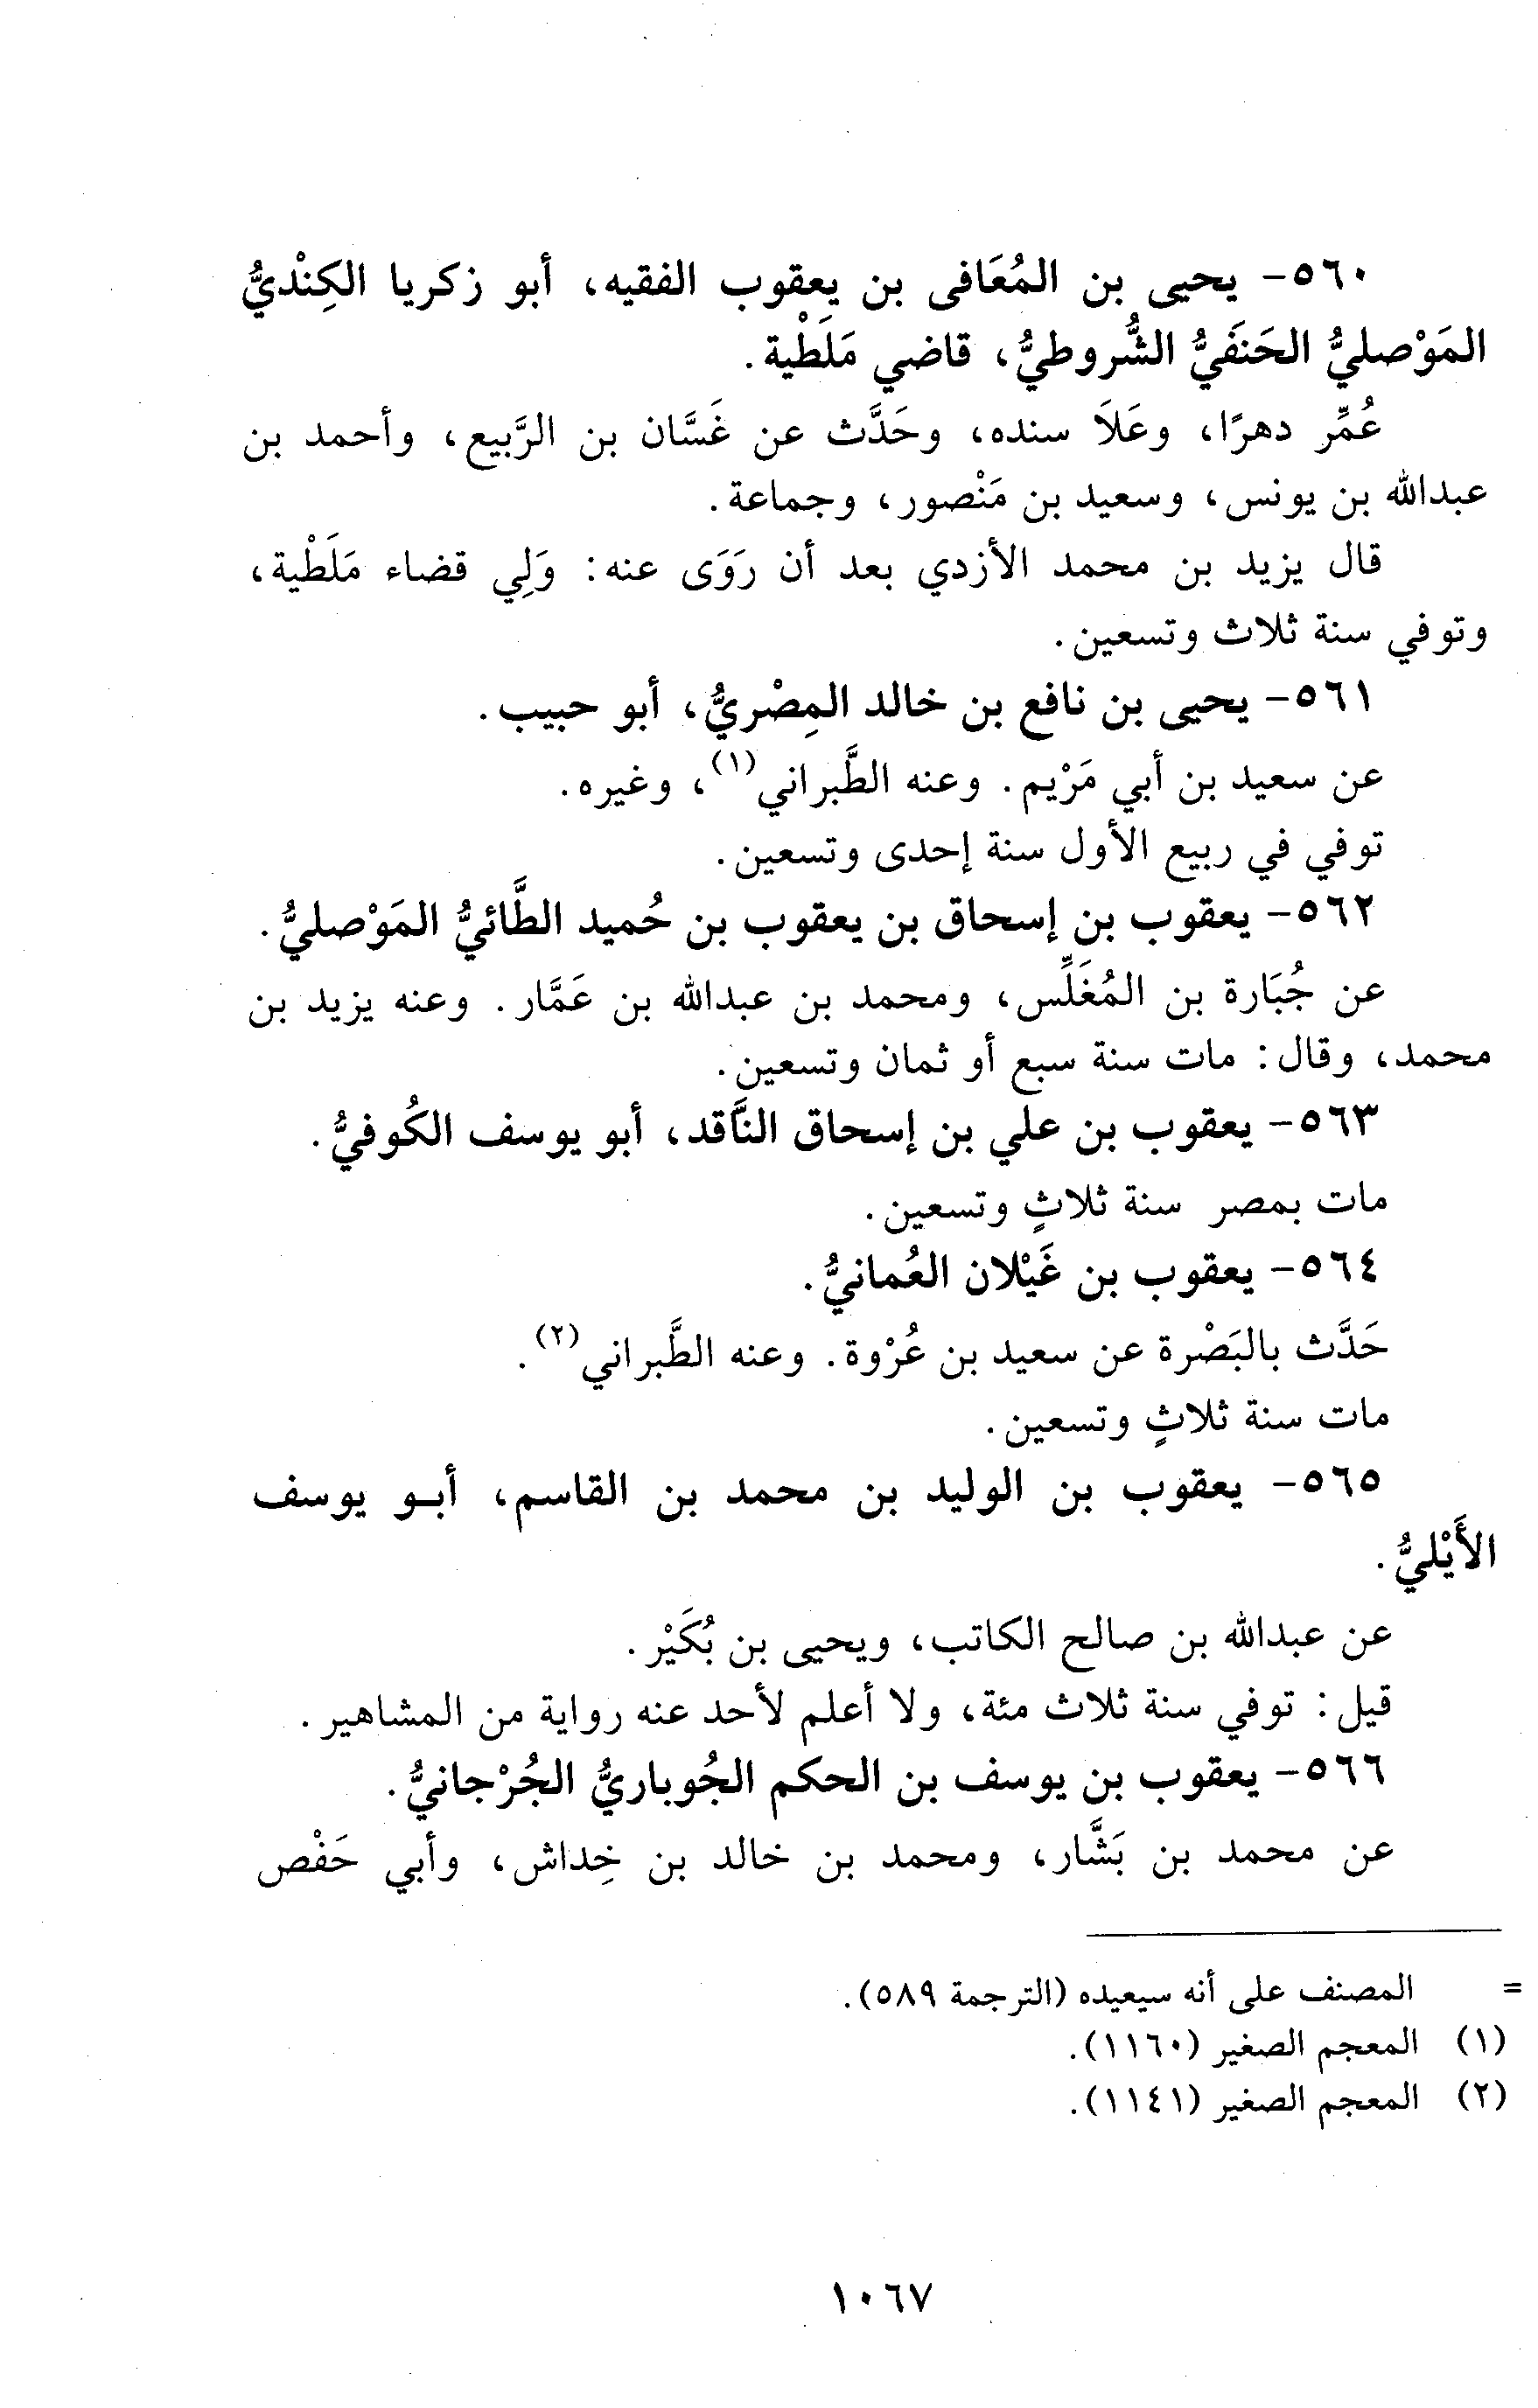 ٥٦٠- يحيى بن المُعَافى بن يعقوب الفقيه، أبو زكريا الكِنْديُّ
المَوْصليُّ الحَنَفيُّ الشُّروطيُّ، قاضي مَلَطْية.
عُمِّر دهرًا، وعَلاَ سنده، وحَدَّث عن غَسَّان بن الرَّبيع، وأحمد بن
عبدالله بن يونس، وسعيد بن مَنْصور، وجماعة.
قال يزيد بن محمد الأزدي بعد أن رَوَى عنه: وَلِي قضاء مَلَطْية،
وتوفي سنة ثلاث وتسعين.
٥٦١- يحيى بن نافع بن خالد المِصْريُّ، أبو حبيب.
عن سعيد بن أبي مَرْيم. وعنه الطَّبراني(١)، وغيره.
توفي في ربيع الأول سنة إحدى وتسعين.
٥٦٢- يعقوب بن إسحاق بن يعقوب بن حُميد الطَّائيُّ المَوْصليُّ.
عن جُبَارة بن المُغَلِّس، ومحمد بن عبدالله بن عَمَّار. وعنه يزيد بن
محمد، وقال: مات سنة سبع أو ثمان وتسعين.
٥٦٣- يعقوب بن علي بن إسحاق النَّاقد، أبو يوسف الكُوفيُّ.
مات بمصر سنة ثلاثٍ وتسعين.
٥٦٤- يعقوب بن غَيْلان العُمانيُّ.
حَدَّث بالبَصْرة عن سعيد بن عُرْوة. وعنه الطَّبراني(٢).
مات سنة ثلاثٍ وتسعين.
٥٦٥- يعقوب بن الوليد بن محمد بن القاسم، أبـو يوسف
الأَيْليُّ.
عن عبدالله بن صالح الكاتب، ويحيى بن بُكَيْر.
قيل: توفي سنة ثلاث مئة، ولا أعلم لأحد عنه رواية من المشاهير.
٥٦٦- يعقوب بن يوسف بن الحكم الجُوباريُّ الجُرْجانيُّ.
عن محمد بن بَشَّار، ومحمد بن خالد بن خِداش، وأبي حَفْص
= المصنف على أنه سيعيده (الترجمة ٥٨٩).
(١) المعجم الصغير (١١٦٠).
(٢) المعجم الصغير (١١٤١).
١٠٦٧